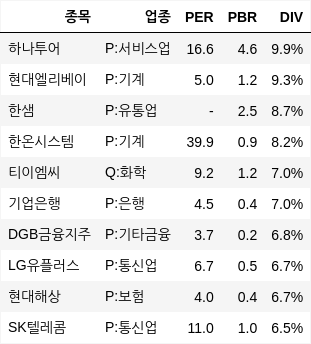 종목 업종 PER PBR DIV
하나투어 P:서비스업 16.6 4.6 9.9%
현대엘리베이 P:기계 5.0 1.2 9.3%
한샘 P:유통업 - 2.5 8.7%
한온시스템 P:기계 39.9 0.9 8.2%
티이엠씨 Q:화학 9.2 1.2 7.0%
기업은행 P:은행 4.5 0.4 7.0%
DGB금융지주 P:기타금융 3.7 0.2 6.8%
LG유플러스 P:통신업 6.7 0.5 6.7%
현대해상 P:보험 4.0 0.4 6.7%
SK텔레콤 P:통신업 11.0 1.0 6.5%